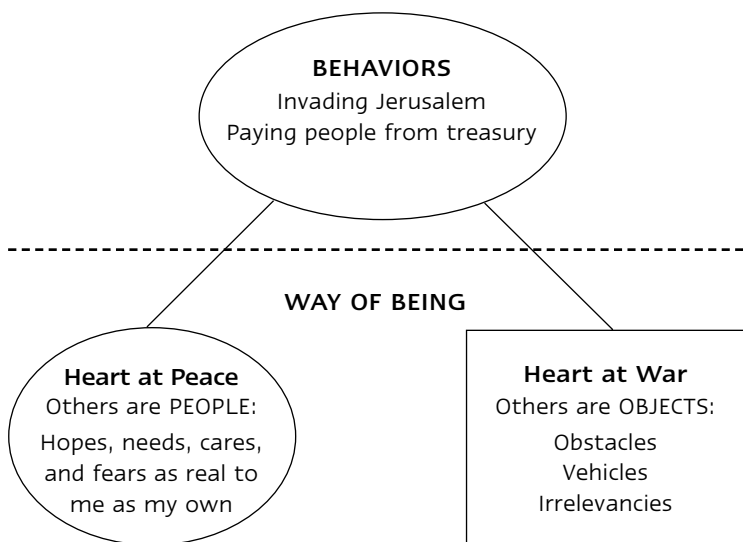 BEHAVIORS
Invading Jerusalem
Paying people from treasury
WAY OF BEING
Heart at Peace
Others are PEOPLE:
Hopes, needs, cares,
and fears as real to
me as my own
Heart at War
Others are OBJECTS:
Obstacles
Vehicles
Irrelevancies